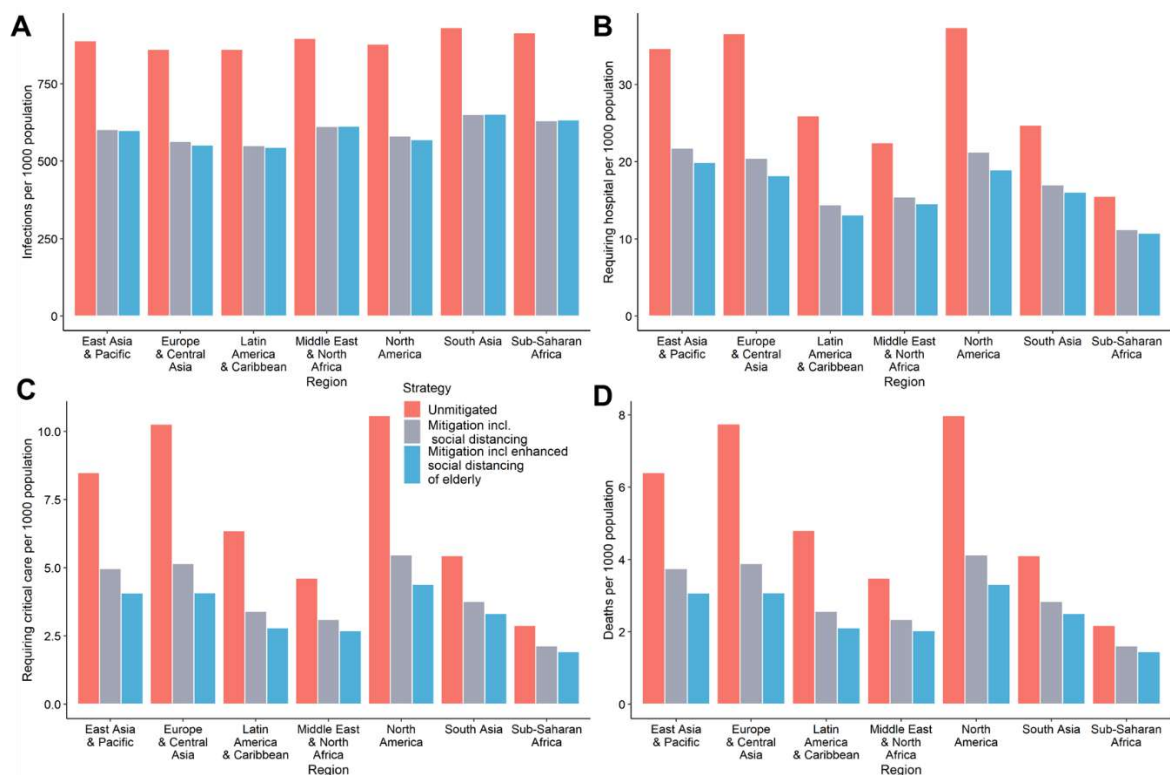 A
Infections per 1000 population
750
500
250
0
East Asia
& Pacific
Europe
& Central
Asia
Latin
America
& Caribbean
Middle East
& North
Africa
North
America
South Asia
Sub-Saharan
Africa
Region
B
Requiring hospital per 1000 population
30
20
10
0
East Asia
& Pacific
Europe
& Central
Asia
Latin
America
& Caribbean
Middle East
& North
Africa
North
America
South Asia
Sub-Saharan
Africa
Region
C
Requiring critical care per 1000 population
10.0
7.5
5.0
2.5
0.0
Strategy
Unmitigated
Mitigation incl.
social distancing
Mitigation incl enhanced
social distancing
of elderly
East Asia
& Pacific
Europe
& Central
Asia
Latin
America
& Caribbean
Middle East
& North
Africa
North
America
South Asia
Sub-Saharan
Africa
Region
D
Deaths per 1000 population
8
6
4
2
0
East Asia
& Pacific
Europe
& Central
Asia
Latin
America
& Caribbean
Middle East
& North
Africa
North
America
South Asia
Sub-Saharan
Africa
Region